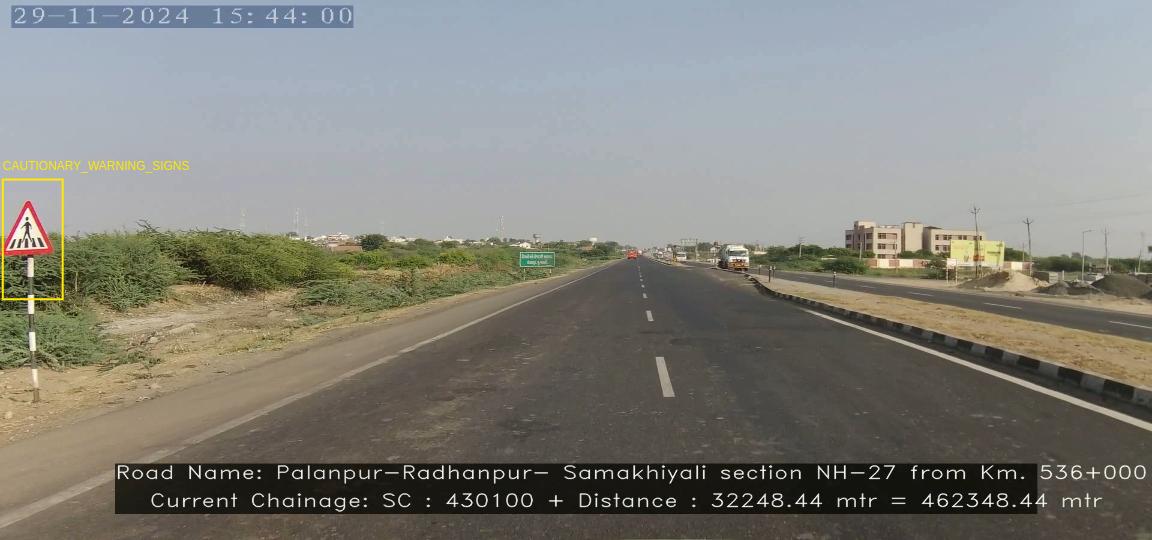 29-11-2024 15:44:00
CAUTIONARY_WARNING_SIGNS
Road Name: Palanpur-Radhanpur- Samakhiyali section NH-27 from Km. 536+000
Current Chainage: SC : 430100 + Distance : 32248.44 mtr = 462348.44 mtr